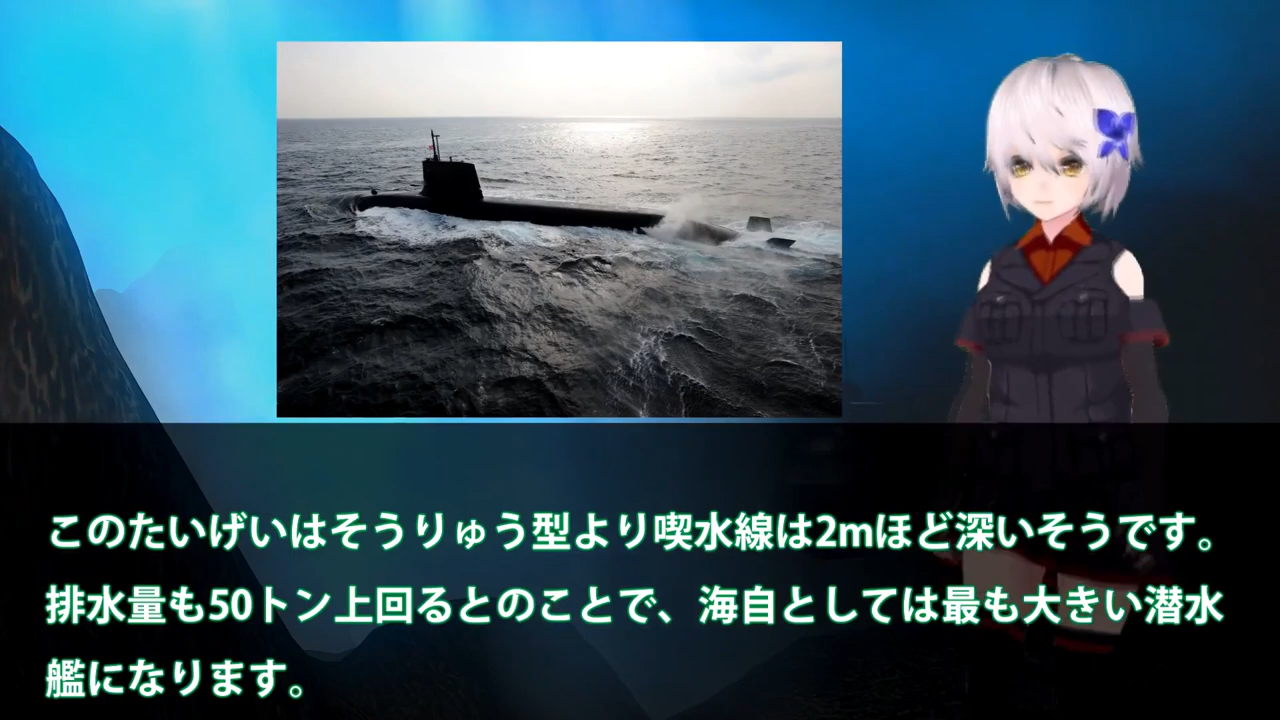 このたいげいはそうりゅう型より喫水線は2mほど深いそうです。
排水量も50トン上回るとのことで、海自としては最も大きい潜水
艦になります。